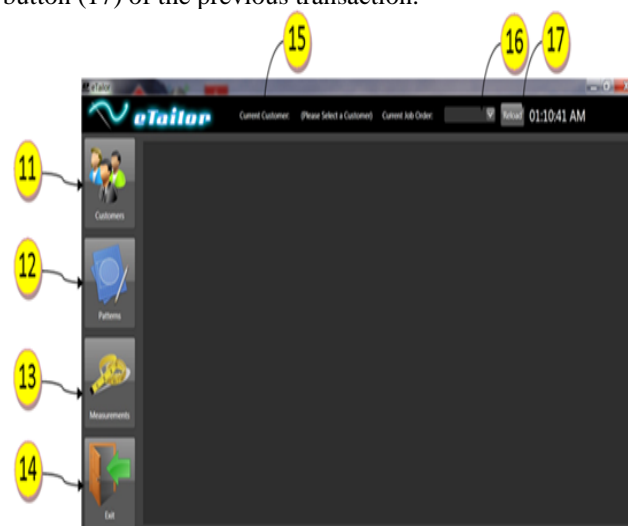 button (17) of the previous transaction.
15
16
17
eTailor
eTailor
Current Customer: (Please Select a Customer) Current Job Order: Reload 01:10:41 AM
11
Customers
12
Patterns
13
Measurements
14
Exit